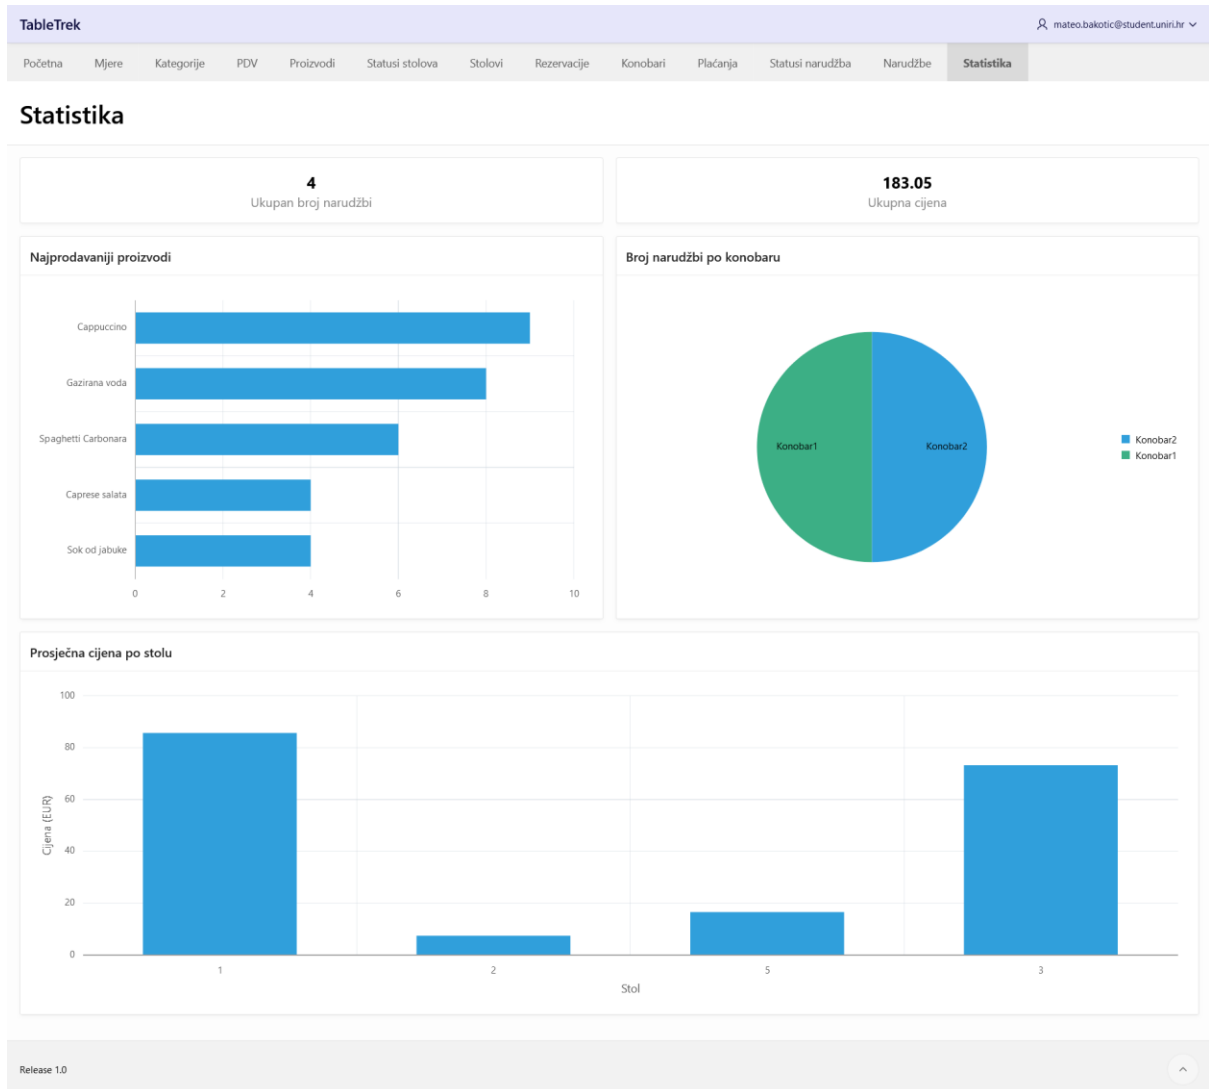 TableTrek
mateo.bakotic@student.uniri.hr
Početna Mjere Kategorije PDV Proizvodi Statusi stolova Stolovi Rezervacije Konobari Plaćanja Statusi narudžba Narudžbe Statistika
Statistika
4
Ukupan broj narudžbi
183.05
Ukupna cijena
Najprodavaniji proizvodi
Cappuccino
Gazirana voda
Spaghetti Carbonara
Caprese salata
Sok od jabuke
0 2 4 6 8 10
Broj narudžbi po konobaru
Konobar1 Konobar2
Konobar2
Konobar1
Prosječna cijena po stolu
100
80
60
40
20
0
Cijena (EUR)
1 2 5 3
Stol
Release 1.0